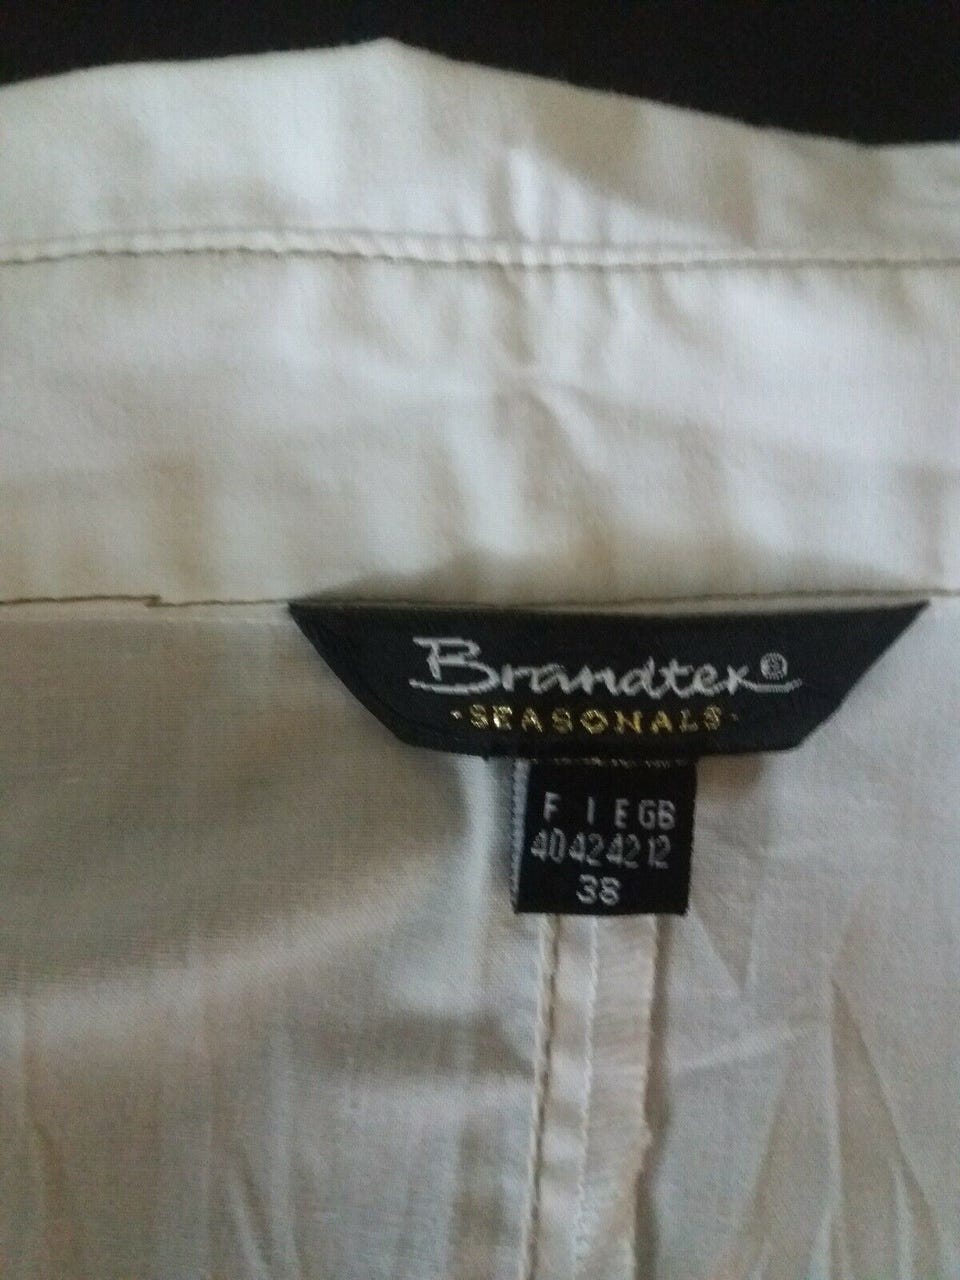 Brandtex®
·SEASONALS·
F I E GB
40 42 42 12
38